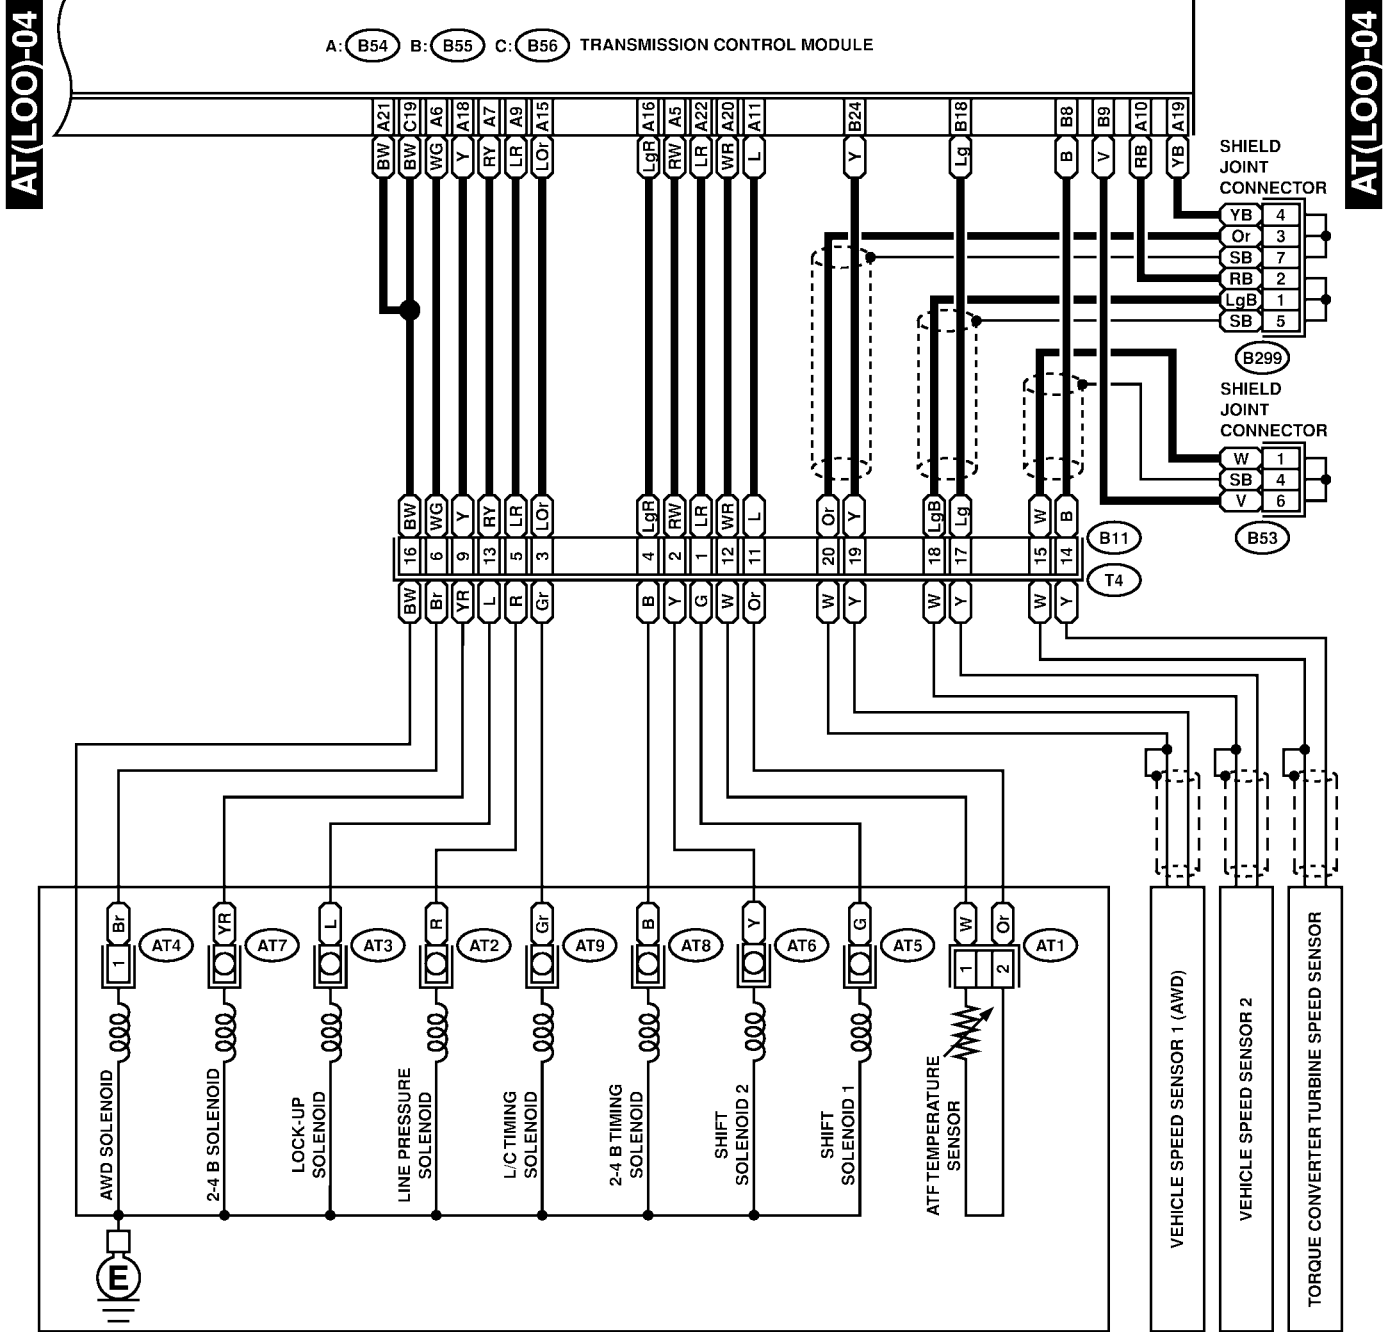 AT(LOO)-04
AT(LOO)-04
A: B54 B: B55 C: B56 TRANSMISSION CONTROL MODULE
A21 C19 A6 A18 A7 A9 A15 A16 A5 A22 A20 A11 B24 B18 B8 B9 A10 A19
BW BW WG Y RY LR LOr LgR RW LR WR L Y Lg B V RB YB
SHIELD
JOINT
CONNECTOR
YB 4
Or 3
SB 7
RB 2
LgB 1
SB 5
B299
SHIELD
JOINT
CONNECTOR
W 1
SB 4
V 6
B53
BW WG Y RY LR LOr LgR RW LR WR L Or Y LgB Lg W B
16 6 9 13 5 3 4 2 1 12 11 20 19 18 17 15 14
B11
T4
BW Br YR L R Gr B Y G W Or W Y W Y W Y
Br YR L R Gr B Y G W Or
AT4 AT7 AT3 AT2 AT9 AT8 AT6 AT5 AT1
1 1 2
AWD SOLENOID
2-4 B SOLENOID
LOCK-UP
SOLENOID
LINE PRESSURE
SOLENOID
L/C TIMING
SOLENOID
2-4 B TIMING
SOLENOID
SHIFT
SOLENOID 2
SHIFT
SOLENOID 1
ATF TEMPERATURE
SENSOR
VEHICLE SPEED SENSOR 1 (AWD)
VEHICLE SPEED SENSOR 2
TORQUE CONVERTER TURBINE SPEED SENSOR
E